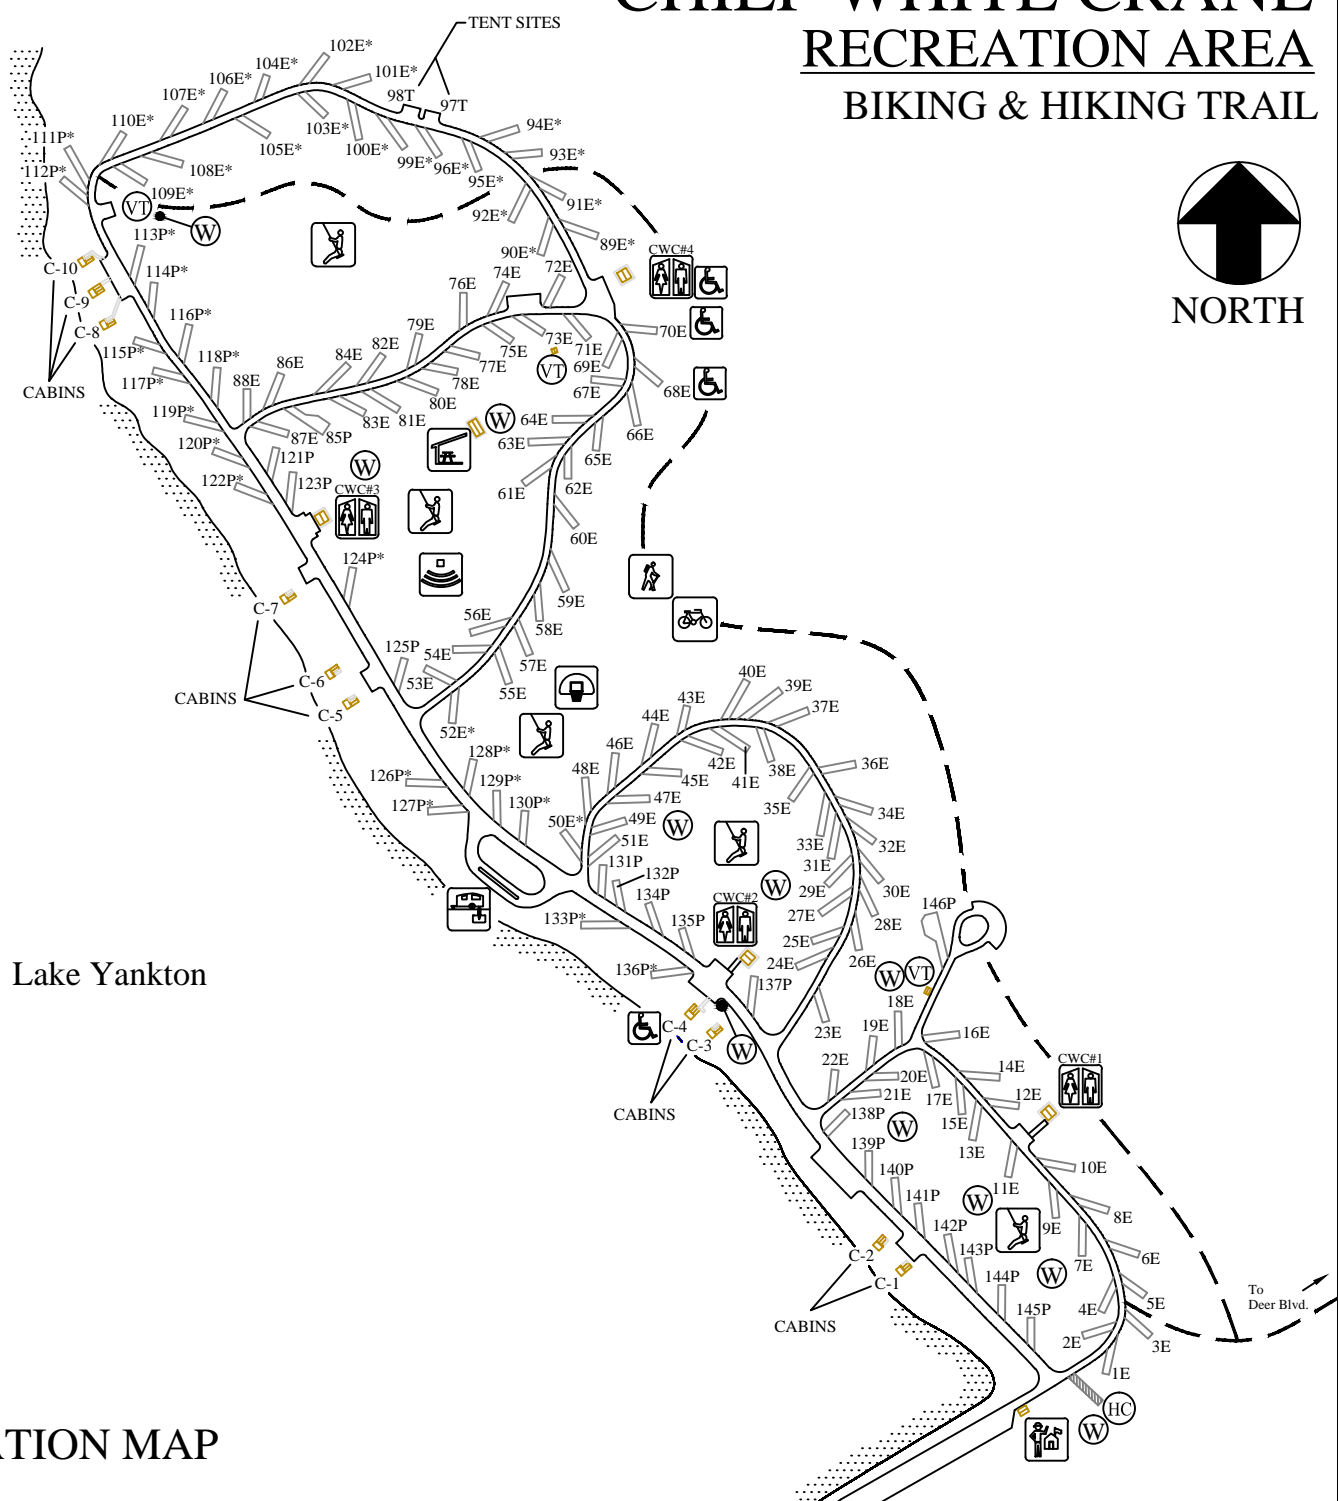 CHIEF WHITE CRANE
RECREATION AREA
BIKING & HIKING TRAIL
NORTH
TENT SITES
102E*
104E*
101E*
106E*
98T
97T
107E*
110E*
103E*
94E*
111P*
105E*
100E*
99E*
96E*
93E*
112P*
108E*
95E*
109E*
91E*
VT
W
92E*
113P*
89E*
90E*
CWC#4
C-10
114P*
76E
74E
72E
C-9
116P*
C-8
79E
70E
115P*
82E
75E
73E
71E
118P*
84E
77E
69E
VT
117P*
88E
86E
78E
67E
68E
CABINS
80E
119P*
83E
81E
W
64E
66E
120P*
87E
85P
63E
121P
W
65E
122P*
123P
61E
62E
CWC#3
60E
124P*
C-7
59E
56E
58E
125P
54E
57E
C-6
53E
55E
CABINS
C-5
52E*
40E
39E
43E
37E
44E
128P*
46E
42E
38E
36E
126P*
48E
45E
41E
129P*
127P*
130P*
47E
35E
34E
50E*
49E
W
51E
33E
32E
131P
31E
132P
W
29E
30E
134P
CWC#2
146P
133P*
135P
27E
28E
25E
136P*
24E
26E
W
VT
137P
Lake Yankton
18E
C-4
23E
19E
16E
C-3
W
22E
CWC#1
20E
14E
CABINS
21E
17E
12E
138P
W
15E
139P
13E
140P
10E
141P
11E
W
142P
9E
8E
143P
C-2
7E
6E
144P
W
C-1
145P
4E
5E
To
Deer Blvd.
CABINS
2E
3E
1E
HC
W
ATION MAP